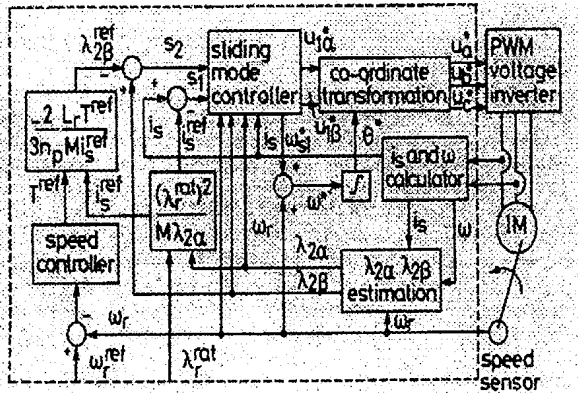 λ2β^ref
s2
s1
sliding mode controller
u1α*
u1β*
co-ordinate transformation
ua*
ub*
uc*
PWM voltage inverter
-2/3np LrT^ref/Mis^ref
is
is^ref
is
ωsl*
θ*
T^ref
is^ref
(λr^rat)²/Mλ2α
ωr
ω*
∫
is and ω calculator
is
ω
IM
speed controller
λ2α
λ2β
λ2α λ2β estimation
ωr
ωr
ωr^ref
λr^rat
speed sensor